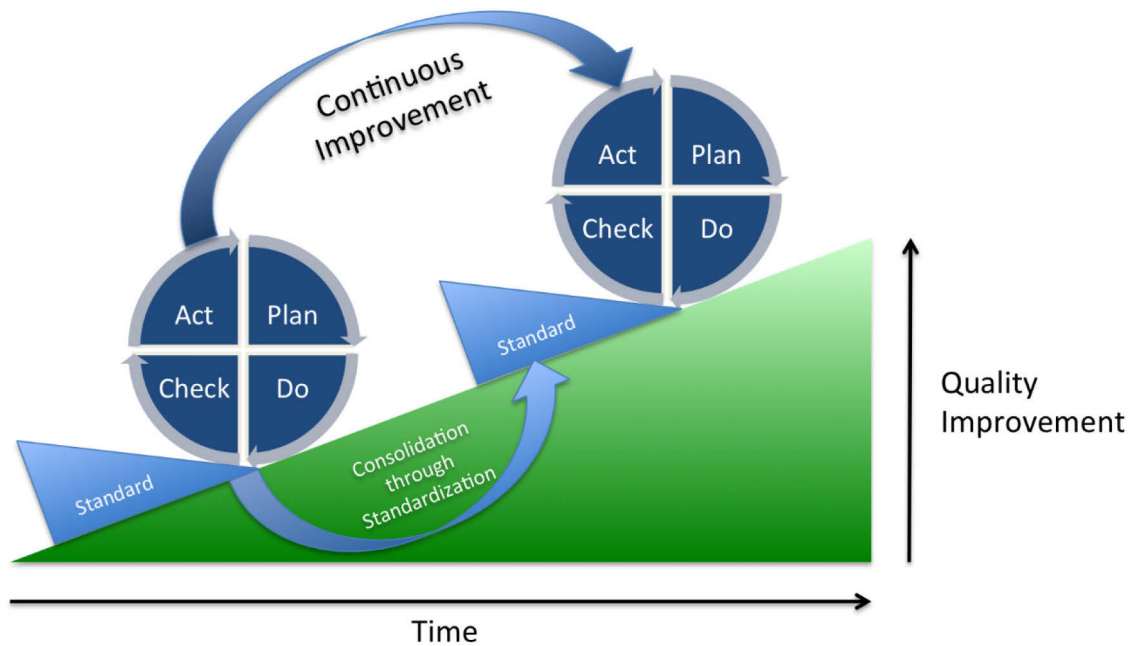 Continuous
Improvement
Act
Plan
Check
Do
Act
Plan
Check
Do
Standard
Standard
Consolidation
through
Standardization
Quality
Improvement
Time